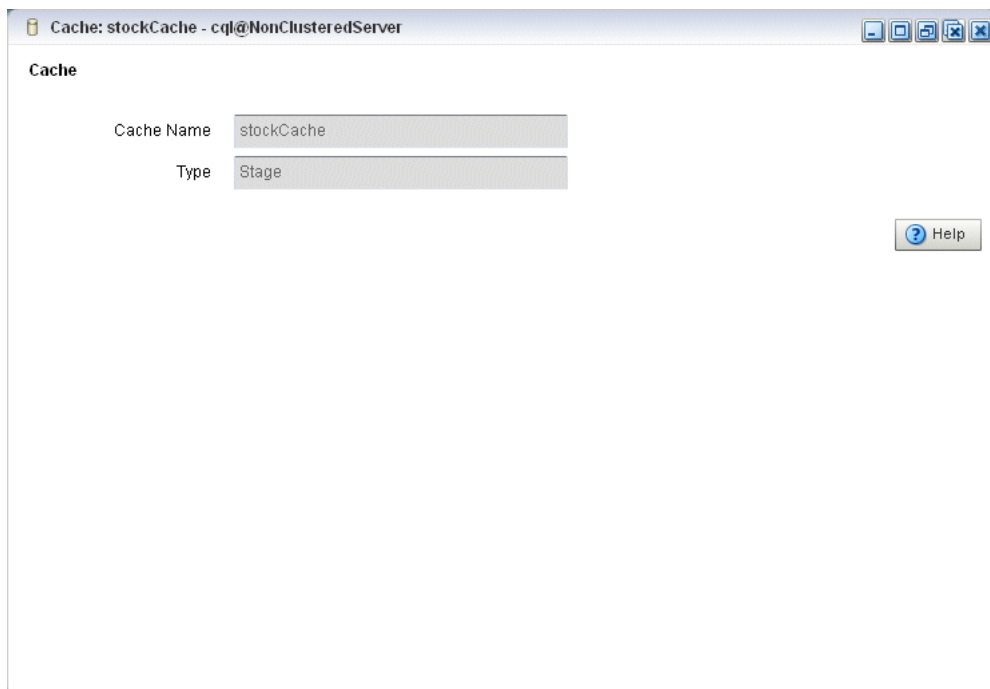 Cache: stockCache - cql@NonClusteredServer
Cache
Cache Name stockCache
Type Stage
Help